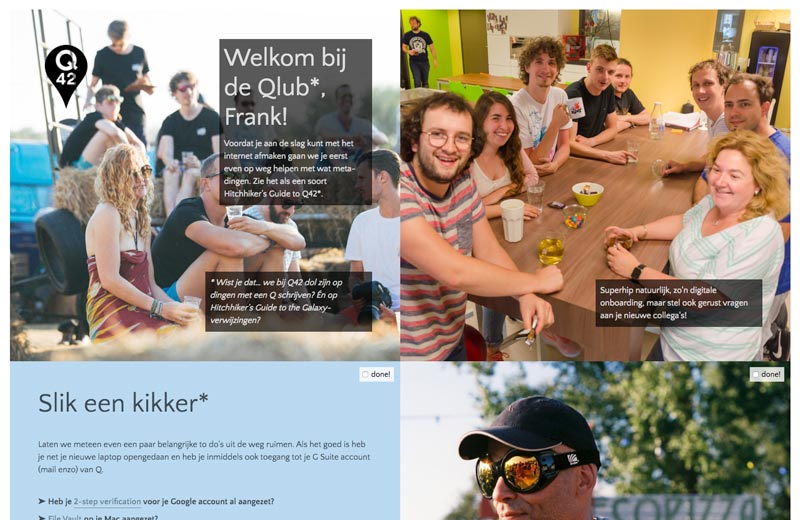 Q
42
Welkom bij
de Qlub*,
Frank!
Voordat je aan de slag kunt met het
internet afmaken gaan we je eerst
even op weg helpen met wat meta-
dingen. Zie het als een soort
Hitchhiker's Guide to Q42*.
* Wist je dat... we bij Q42 dol zijn op
dingen met een Q schrijven? Én op
Hitchhiker's Guide to the Galaxy-
verwijzingen?
Superhip natuurlijk, zo'n digitale
onboarding, maar stel ook gerust vragen
aan je nieuwe collega's!
done!
Slik een kikker*
Laten we meteen even een paar belangrijke to do's uit de weg ruimen. Als het goed is heb
je net je nieuwe laptop opengedaan en heb je inmiddels ook toegang tot je G Suite account
(mail enzo) van Q.
➤ Heb je 2-step verification voor je Google account al aangezet?
➤ File Vault op je Mac aangezet?
done!